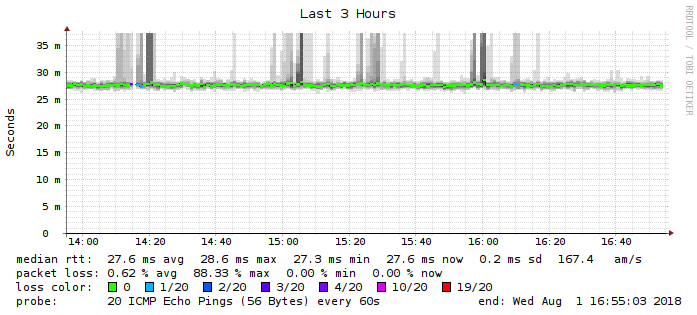 Last 3 Hours
RRDTOOL / TOBI OETIKER
Seconds
35 m
30 m
25 m
20 m
15 m
10 m
5 m
0
14:00 14:20 14:40 15:00 15:20 15:40 16:00 16:20 16:40
median rtt: 27.6 ms avg 28.6 ms max 27.3 ms min 27.6 ms now 0.2 ms sd 167.4 am/s
packet loss: 0.62 % avg 88.33 % max 0.00 % min 0.00 % now
loss color: 0 1/20 2/20 3/20 4/20 10/20 19/20
probe: 20 ICMP Echo Pings (56 Bytes) every 60s end: Wed Aug 1 16:55:03 2018